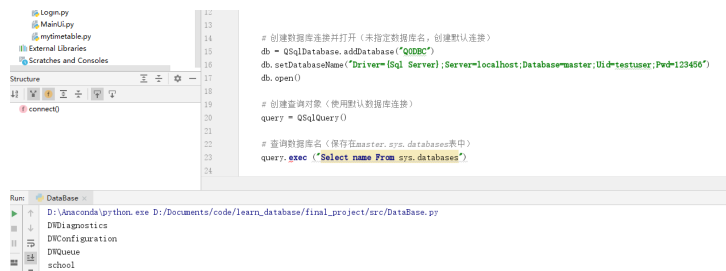 Login.py
MainUi.py
mytimetable.py
External Libraries
Scratches and Consoles
Structure
connect()
12
13
14 # 创建数据库连接并打开（未指定数据库名，创建默认连接）
15 db = QSqlDatabase.addDatabase("QODBC")
16 db.setDatabaseName("Driver={Sql Server};Server=localhost;Database=master;Uid=testuser;Pwd=123456")
17 db.open()
18
19 # 创建查询对象（使用默认数据库连接）
20 query = QSqlQuery()
21
22 # 查询数据库名（保存在master.sys.databases表中）
23 query.exec ("Select name From sys.databases")
24
Run: DataBase
D:\Anaconda\python.exe D:/Documents/code/learn_database/final_project/src/DataBase.py
DWDiagnostics
DWConfiguration
DWQueue
school